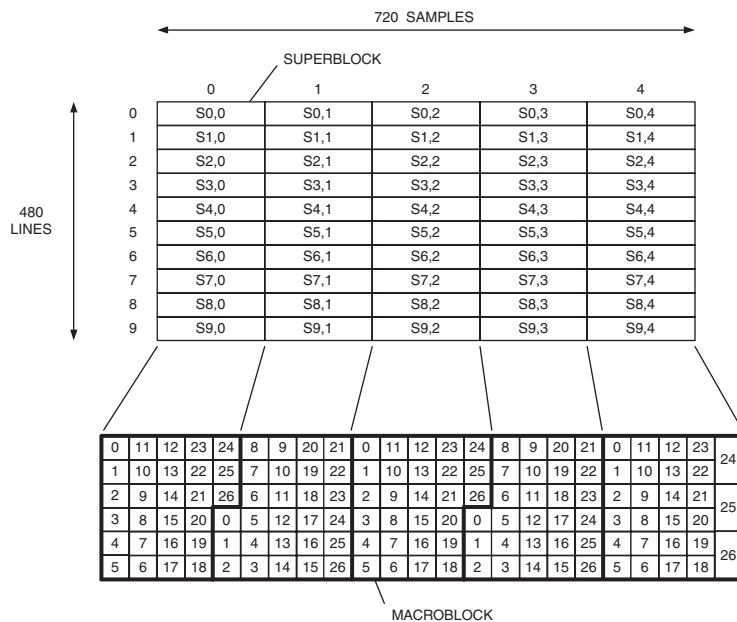 720 SAMPLES
SUPERBLOCK
0 1 2 3 4
0 S0,0 S0,1 S0,2 S0,3 S0,4
1 S1,0 S1,1 S1,2 S1,3 S1,4
2 S2,0 S2,1 S2,2 S2,3 S2,4
3 S3,0 S3,1 S3,2 S3,3 S3,4
480
LINES
4 S4,0 S4,1 S4,2 S4,3 S4,4
5 S5,0 S5,1 S5,2 S5,3 S5,4
6 S6,0 S6,1 S6,2 S6,3 S6,4
7 S7,0 S7,1 S7,2 S7,3 S7,4
8 S8,0 S8,1 S8,2 S8,3 S8,4
9 S9,0 S9,1 S9,2 S9,3 S9,4
0 11 12 23 24 8 9 20 21 0 11 12 23 24 8 9 20 21 0 11 12 23 24
1 10 13 22 25 7 10 19 22 1 10 13 22 25 7 10 19 22 1 10 13 22
2 9 14 21 26 6 11 18 23 2 9 14 21 26 6 11 18 23 2 9 14 21 25
3 8 15 20 0 5 12 17 24 3 8 15 20 0 5 12 17 24 3 8 15 20
4 7 16 19 1 4 13 16 25 4 7 16 19 1 4 13 16 25 4 7 16 19 26
5 6 17 18 2 3 14 15 26 5 6 17 18 2 3 14 15 26 5 6 17 18
MACROBLOCK